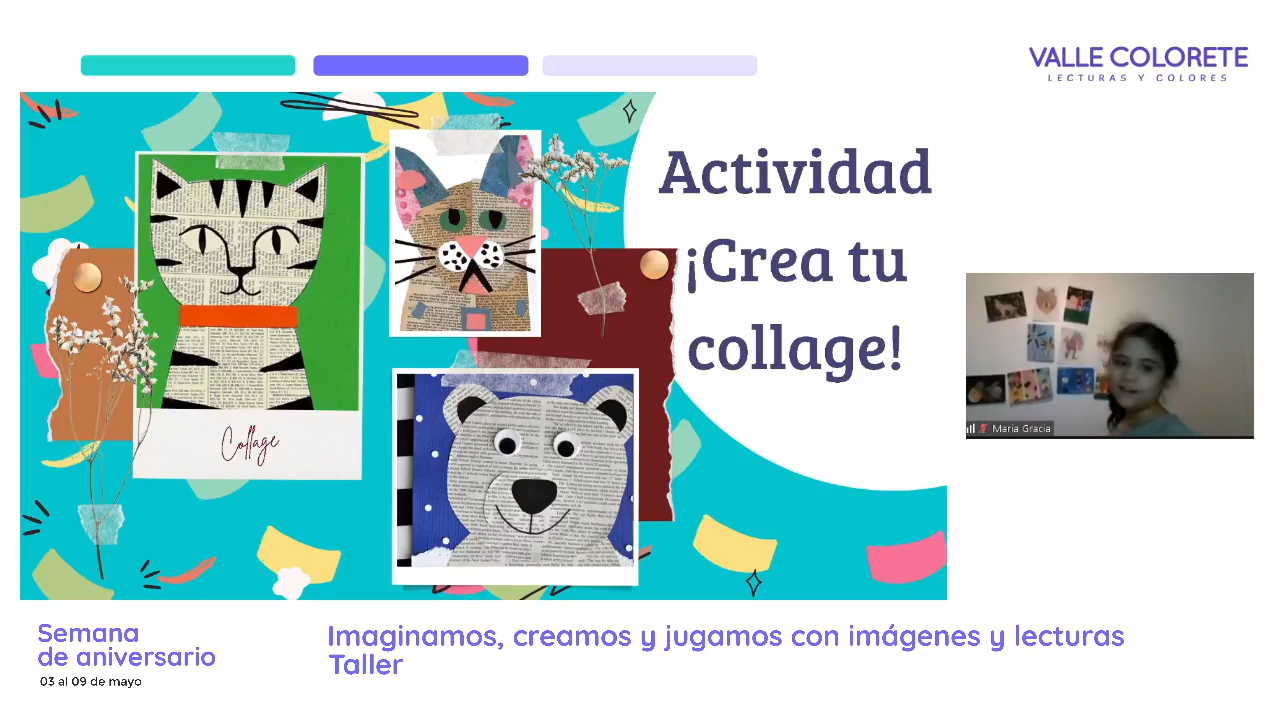 VALLE COLORETE
LECTURAS Y COLORES
Actividad
¡Crea tu
collage!
Collage
Maria Gracia
Semana
de aniversario
03 al 09 de mayo
Imaginamos, creamos y jugamos con imágenes y lecturas
Taller